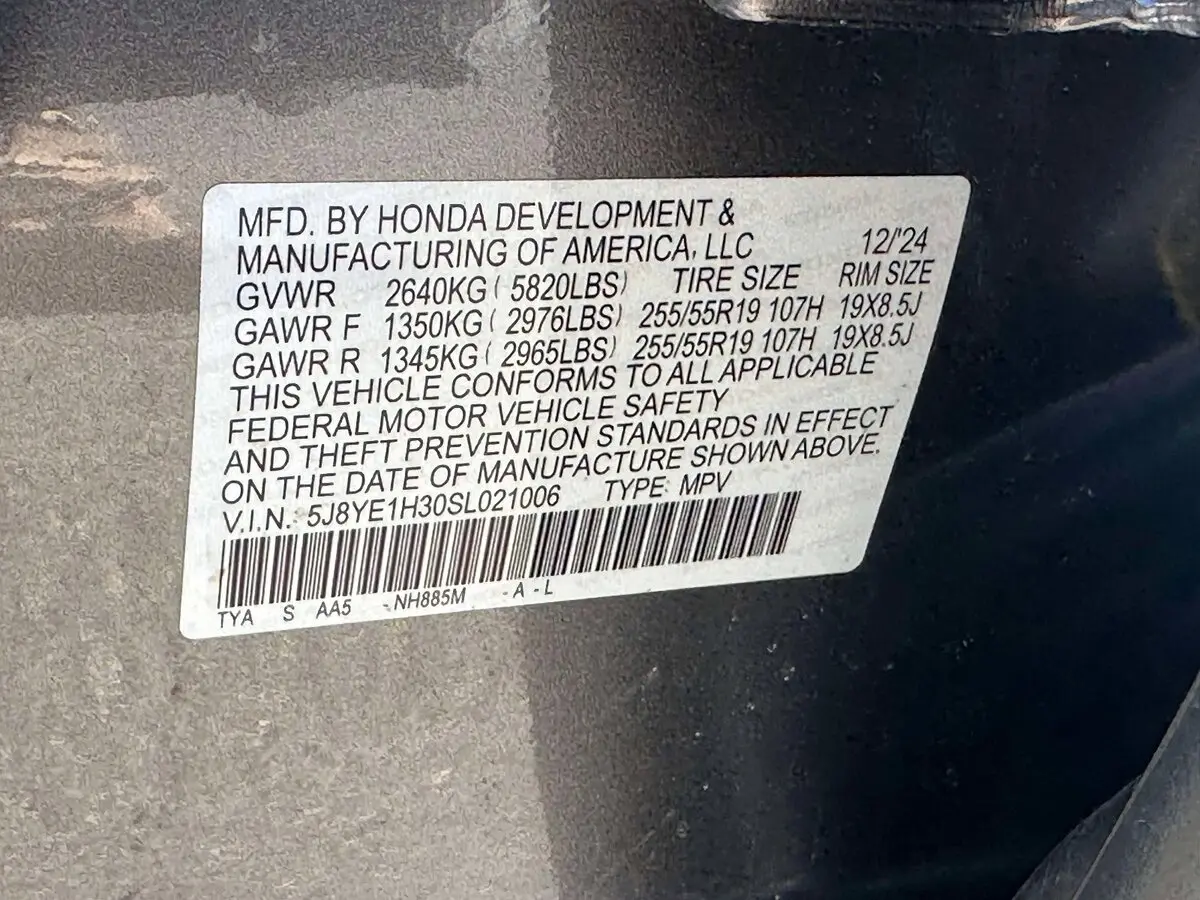 MFD. BY HONDA DEVELOPMENT &
MANUFACTURING OF AMERICA, LLC 12/'24
GVWR 2640KG ( 5820LBS) TIRE SIZE RIM SIZE
GAWR F 1350KG ( 2976LBS) 255/55R19 107H 19X8.5J
GAWR R 1345KG ( 2965LBS) 255/55R19 107H 19X8.5J
THIS VEHICLE CONFORMS TO ALL APPLICABLE
FEDERAL MOTOR VEHICLE SAFETY
AND THEFT PREVENTION STANDARDS IN EFFECT
ON THE DATE OF MANUFACTURE SHOWN ABOVE.
V.I.N.: 5J8YE1H30SL021006 TYPE: MPV
TYA S AA5 -NH885M -A-L